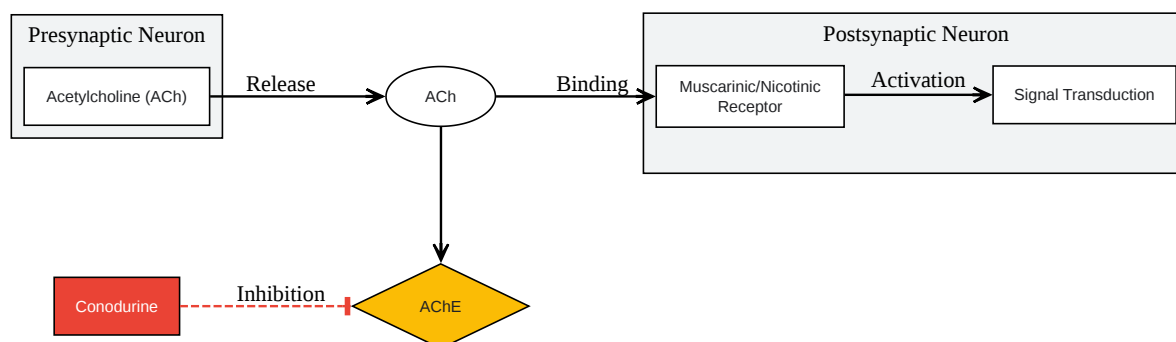 Presynaptic Neuron
Acetylcholine (ACh)
Release
ACh
Binding
Postsynaptic Neuron
Muscarinic/Nicotinic
Receptor
Activation
Signal Transduction
Conodurine
Inhibition
AChE